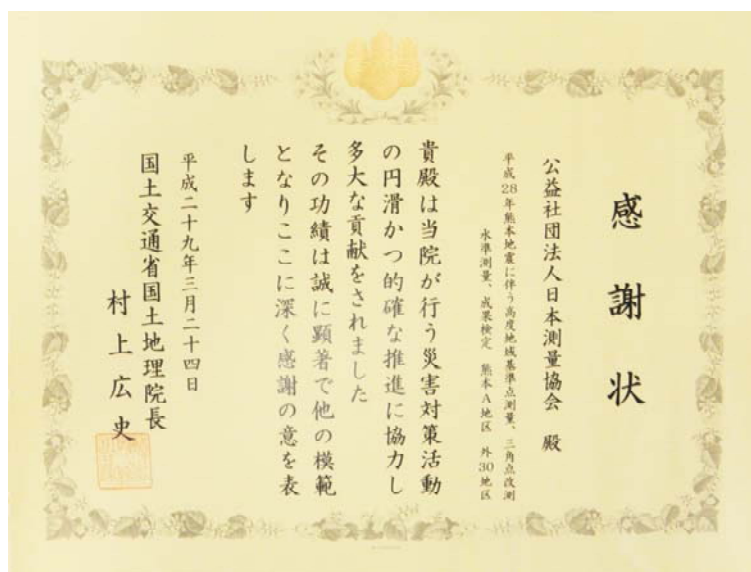 感謝状
公益社団法人日本測量協会 殿
平成28年熊本地震に伴う高度地域基準点測量、三角点改測
水準測量、成果検定 熊本A地区 外30地区
貴殿は当院が行う災害対策活動
の円滑かつ的確な推進に協力し
多大な貢献をされました
その功績は誠に顕著で他の模範
となりここに深く感謝の意を表
します
平成二十九年三月二十四日
国土交通省国土地理院長
村上広史